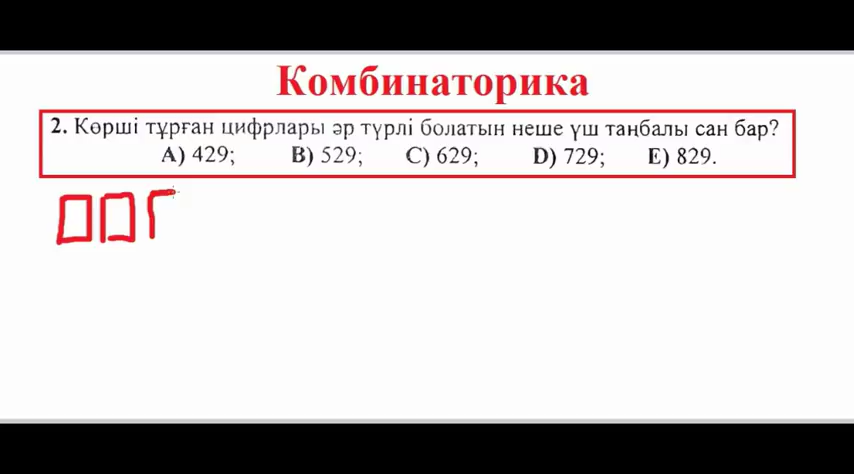 Комбинаторика
2. Көрші тұрған цифрлары әр түрлі болатын неше үш таңбалы сан бар?
A) 429; B) 529; C) 629; D) 729; E) 829.